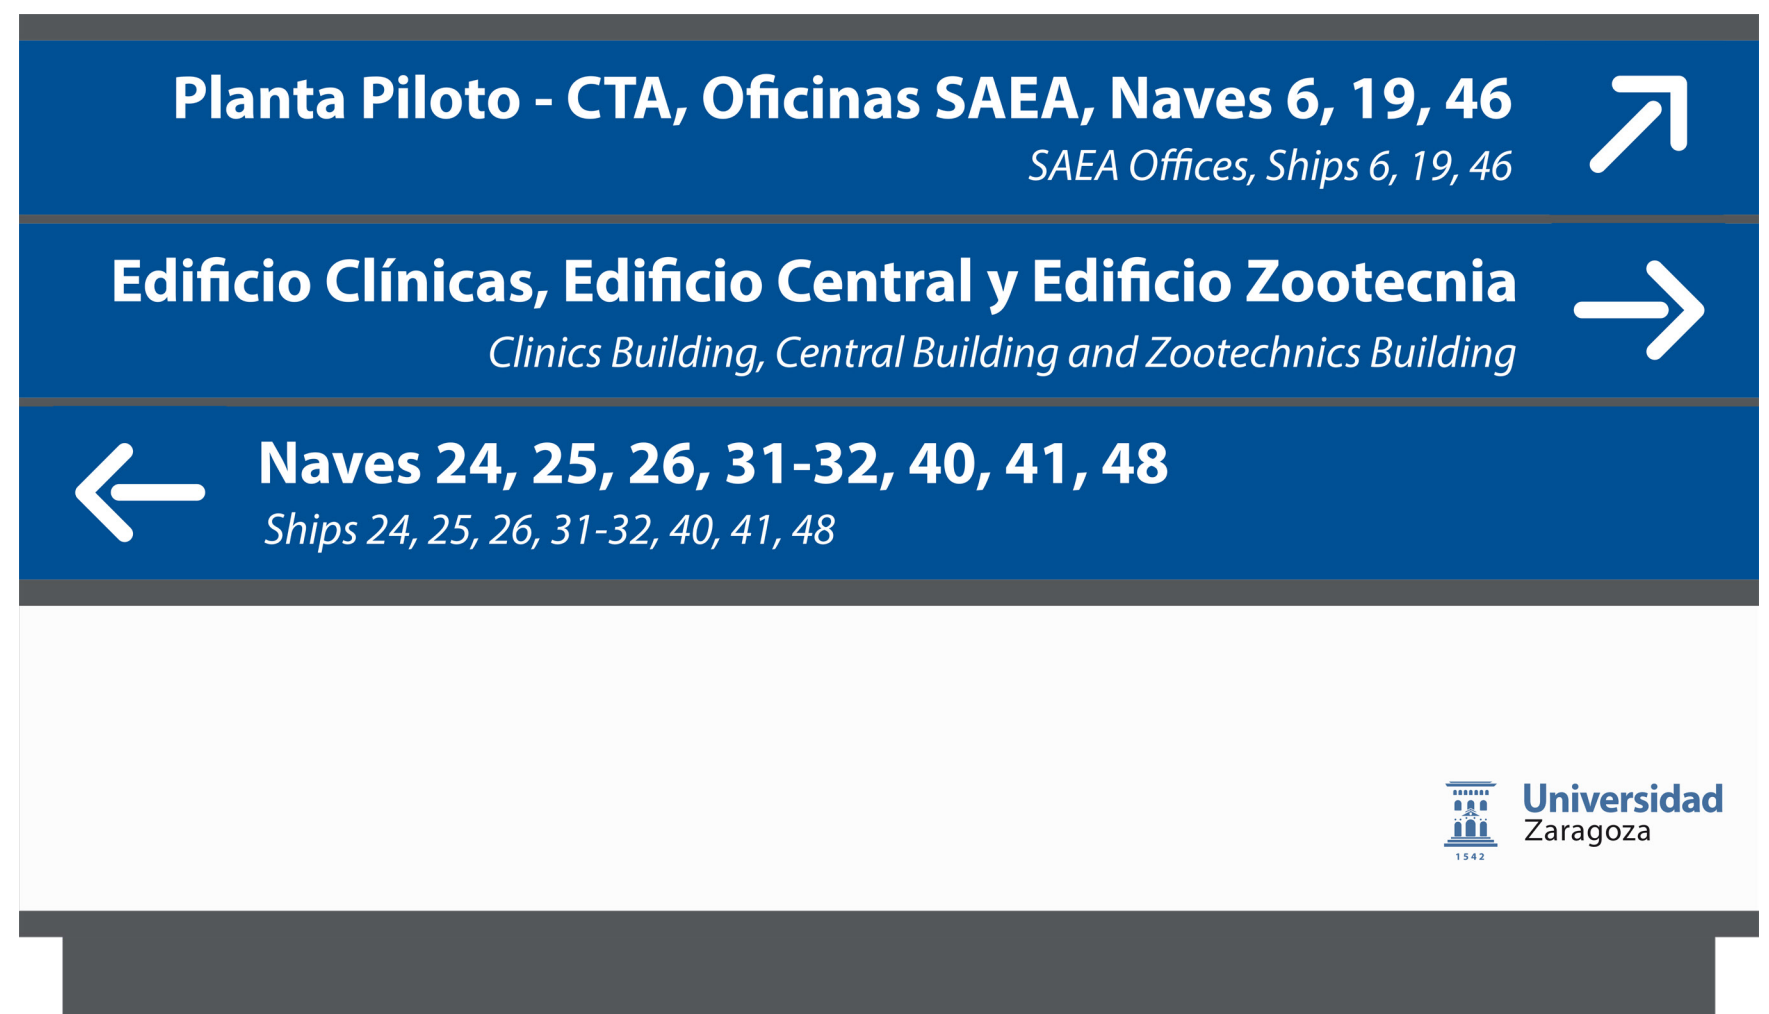 Planta Piloto - CTA, Oficinas SAEA, Naves 6, 19, 46
SAEA Offices, Ships 6, 19, 46
Edificio Clínicas, Edificio Central y Edificio Zootecnia
Clinics Building, Central Building and Zootechnics Building
Naves 24, 25, 26, 31-32, 40, 41, 48
Ships 24, 25, 26, 31-32, 40, 41, 48
Universidad
Zaragoza
1542